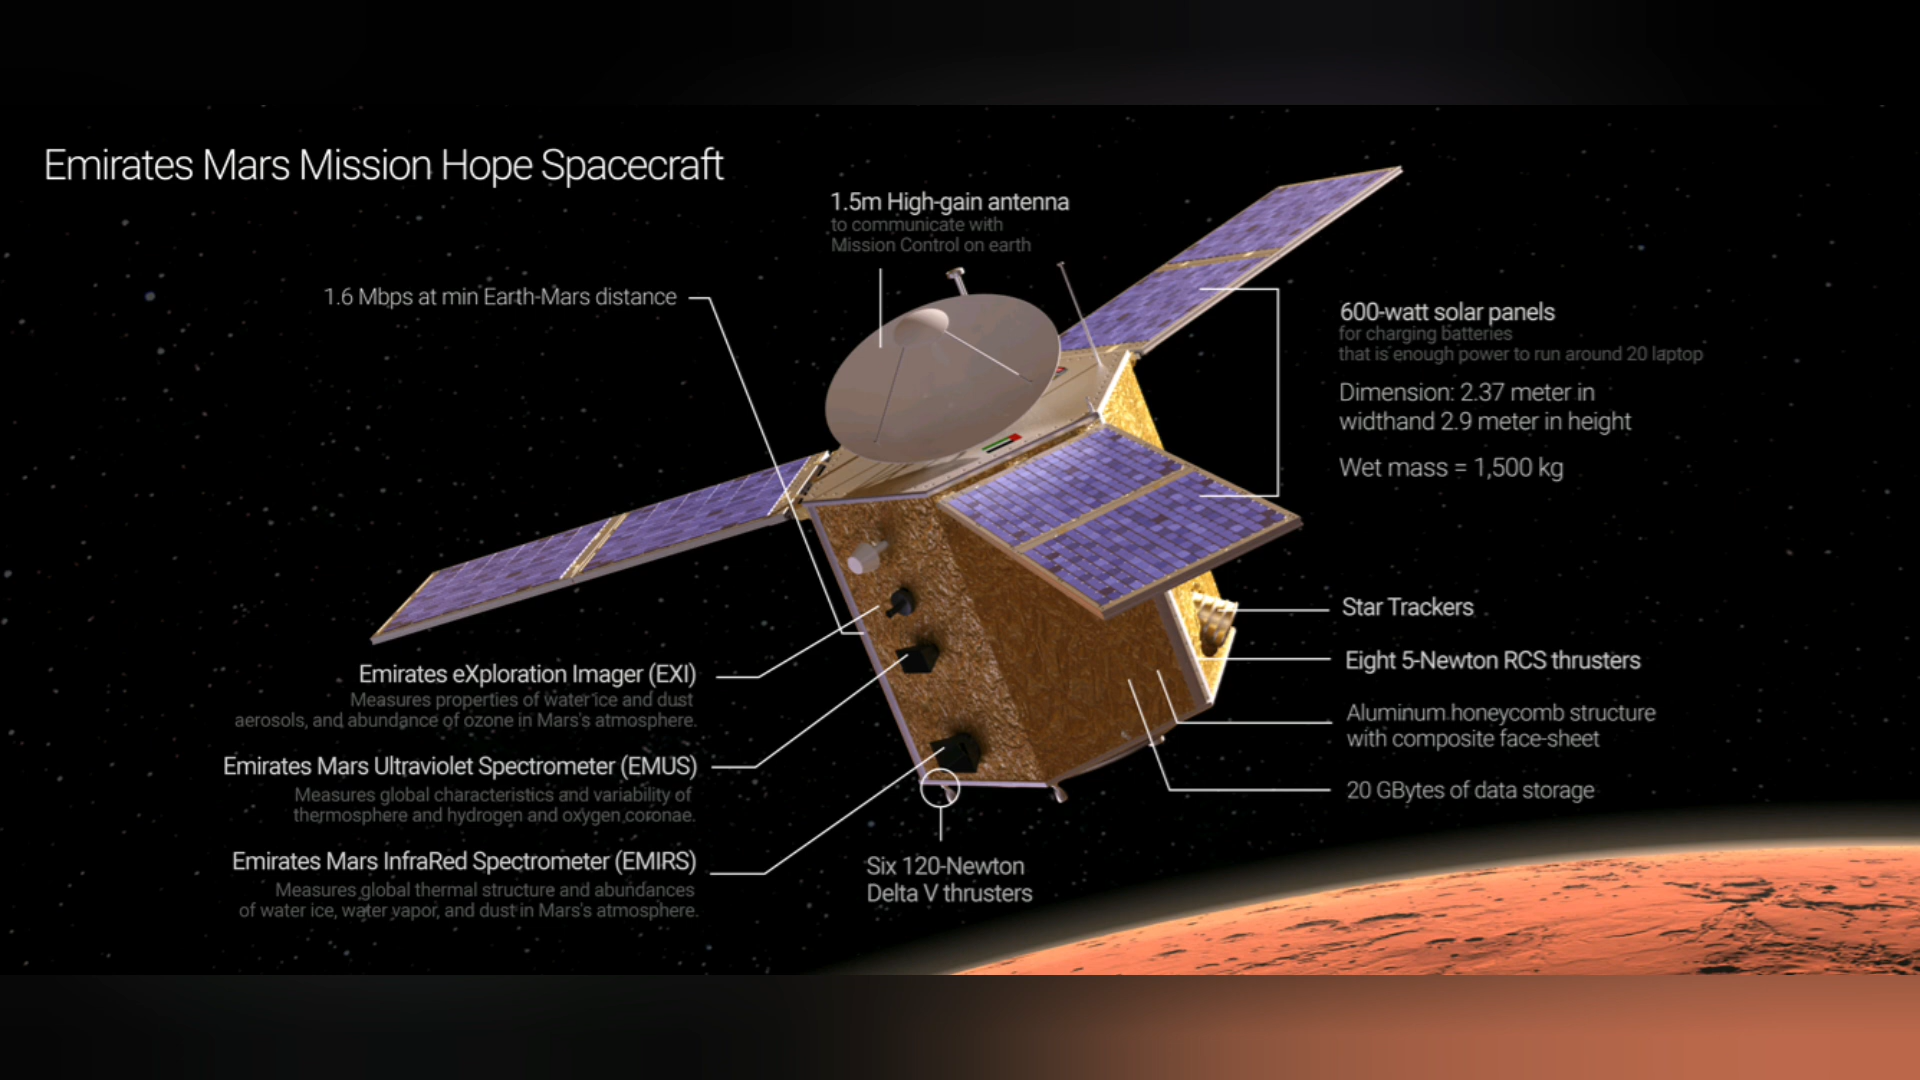 Emirates Mars Mission Hope Spacecraft
1.5m High-gain antenna
to communicate with
Mission Control on earth
1.6 Mbps at min Earth-Mars distance
600-watt solar panels
for charging batteries
that is enough power to run around 20 laptop
Dimension: 2.37 meter in
widthand 2.9 meter in height
Wet mass = 1,500 kg
Emirates eXploration Imager (EXI)
Measures properties of water ice and dust
aerosols, and abundance of ozone in Mars's atmosphere.
Emirates Mars Ultraviolet Spectrometer (EMUS)
Measures global characteristics and variability of
thermosphere and hydrogen and oxygen coronae.
Emirates Mars InfraRed Spectrometer (EMIRS)
Measures global thermal structure and abundances
of water ice, water vapor, and dust in Mars's atmosphere.
Six 120-Newton
Delta V thrusters
Star Trackers
Eight 5-Newton RCS thrusters
Aluminum honeycomb structure
with composite face-sheet
20 GBytes of data storage